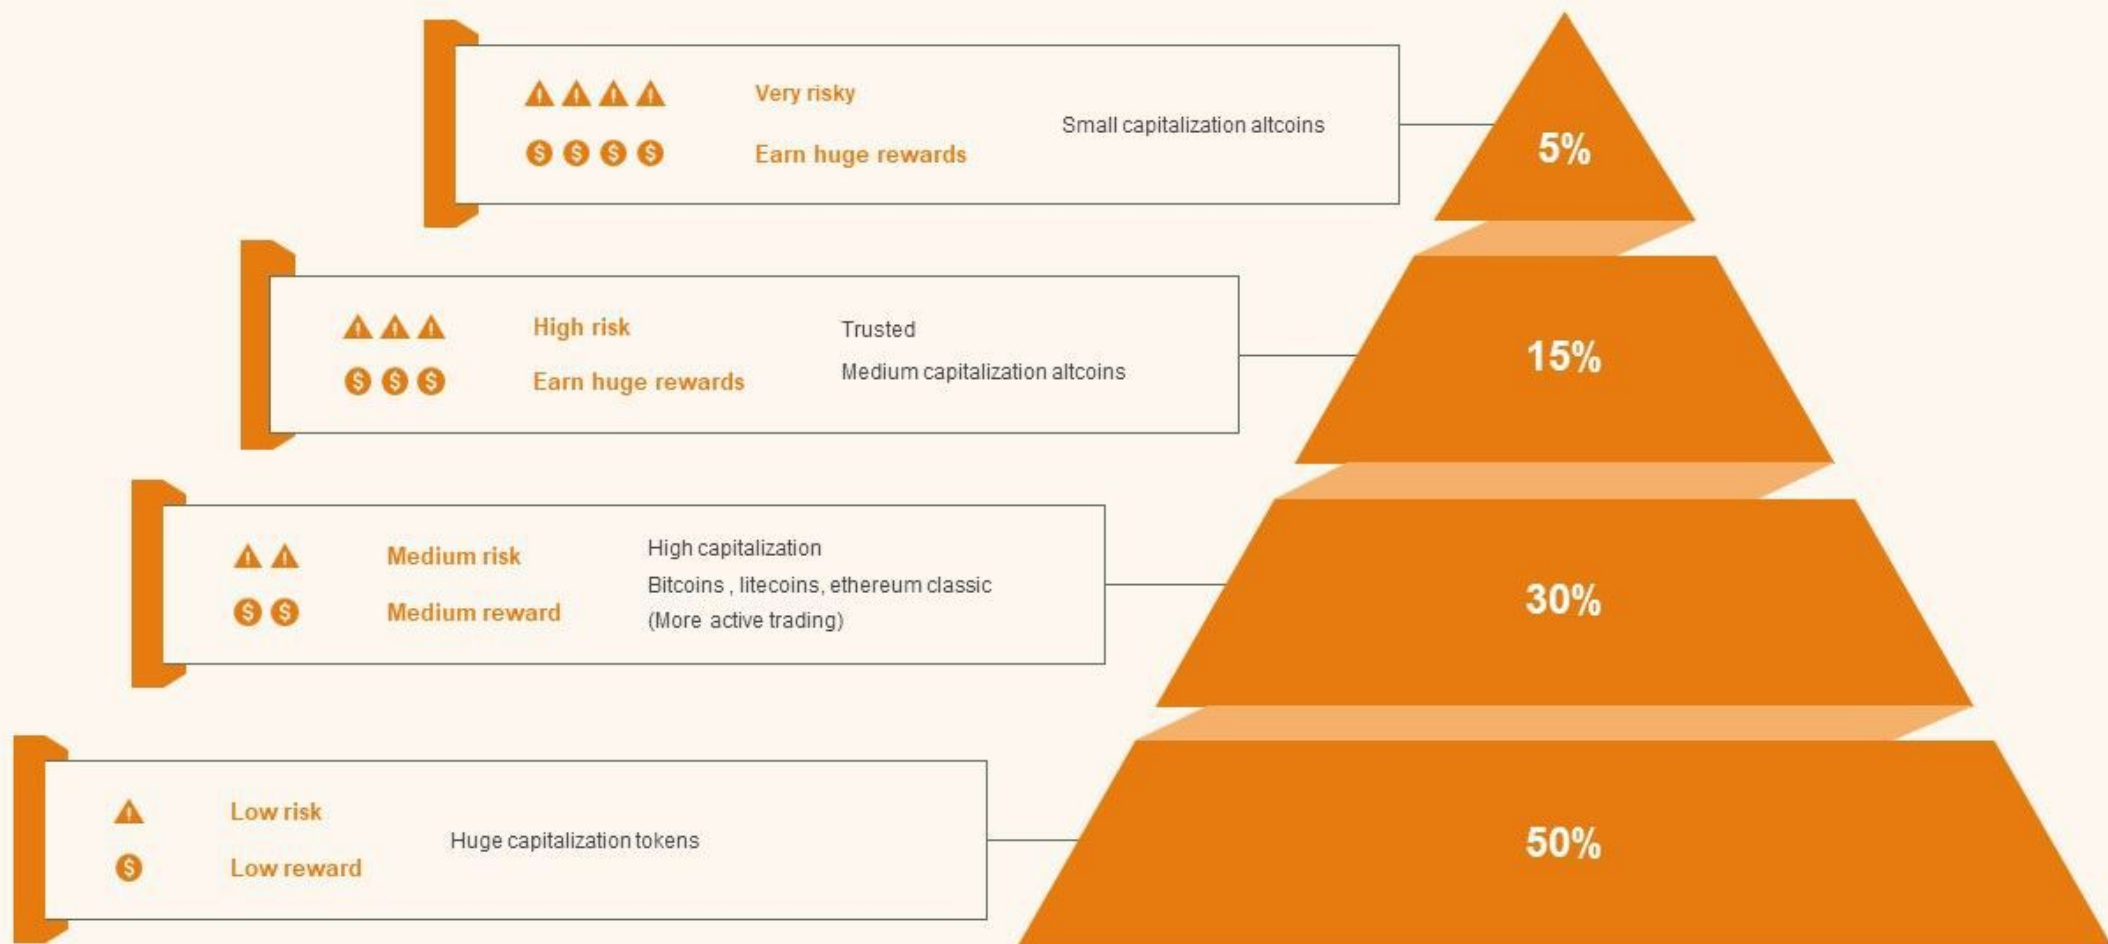 Very risky
Small capitalization altcoins
Earn huge rewards
5%
High risk
Trusted
Earn huge rewards
Medium capitalization altcoins
15%
Medium risk
High capitalization
Bitcoins , litecoins, ethereum classic
Medium reward
(More active trading)
30%
Low risk
Huge capitalization tokens
Low reward
50%